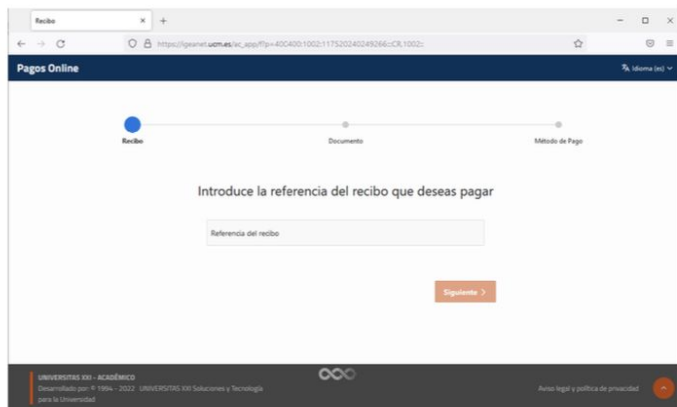 Recibo
https://igeanet.ucm.es/ac_app/f?p=400400:1002:117520240249266::CR,1002::
Pagos Online
Idioma (es)
Recibo
Documento
Método de Pago
Introduce la referencia del recibo que deseas pagar
Referencia del recibo
Siguiente
UNIVERSITAS XXI - ACADÉMICO
Desarrollado por: © 1994 - 2022 UNIVERSITAS XXI Soluciones y Tecnología
para la Universidad
Aviso legal y política de privacidad